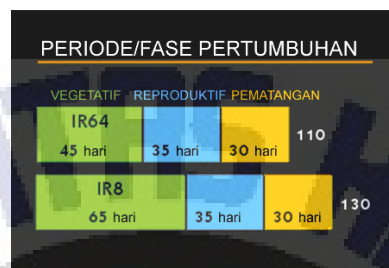 PERIODE/FASE PERTUMBUHAN
VEGETATIF REPRODUKTIF PEMATANGAN
IR64
45 hari 35 hari 30 hari 110
IR8
65 hari 35 hari 30 hari 130